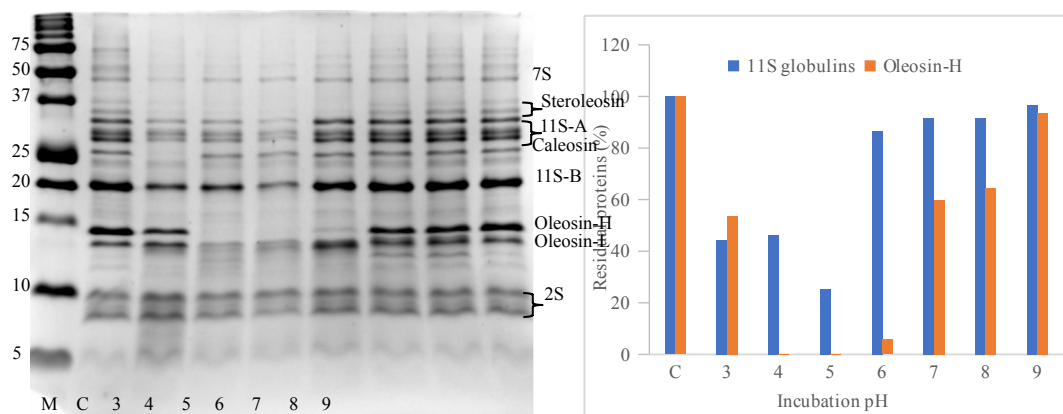 75
50
37
25
20
15
10
5
7S
Steroleosin
11S-A
Caleosin
11S-B
Oleosin-H
Oleosin-L
2S
M C 3 4 5 6 7 8 9
120
100
80
60
40
20
0
Residual proteins (%)
11S globulins Oleosin-H
C 3 4 5 6 7 8 9
Incubation pH